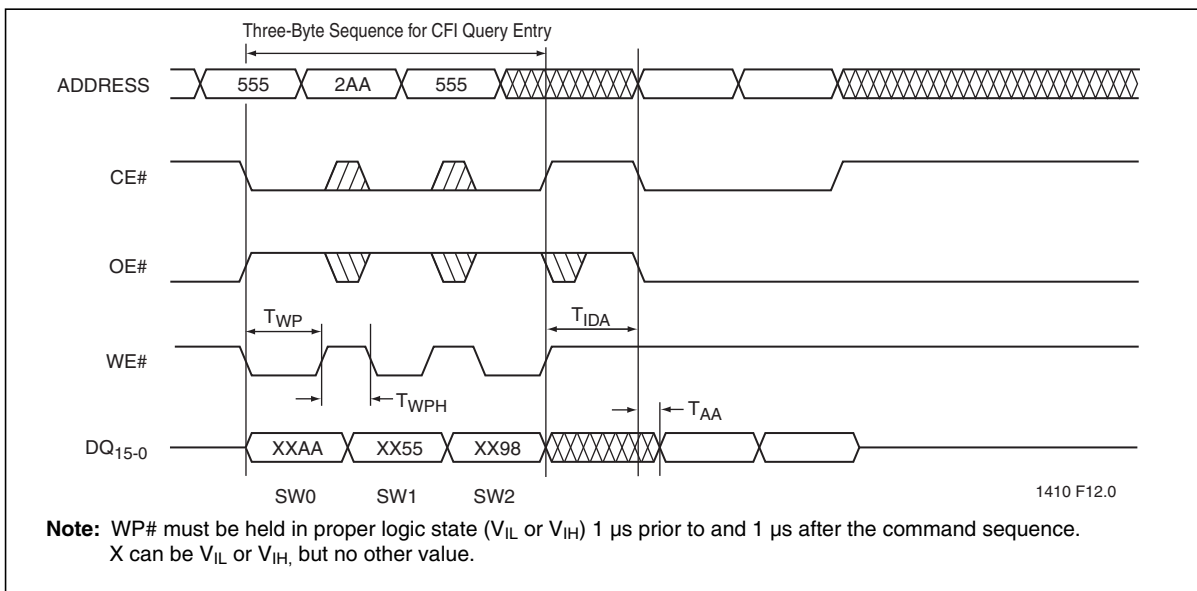 Three-Byte Sequence for CFI Query Entry
ADDRESS 555 2AA 555
CE#
OE#
TWP TIDA
WE#
TWPH TAA
DQ15-0 XXAA XX55 XX98
SW0 SW1 SW2 1410 F12.0
Note: WP# must be held in proper logic state (VIL or VIH) 1 µs prior to and 1 µs after the command sequence.
X can be VIL or VIH, but no other value.